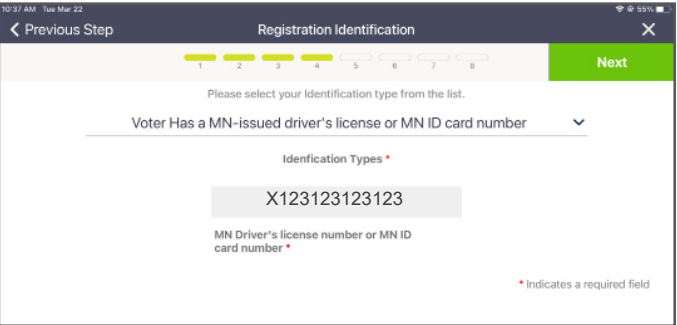 10:37 AM Tue Mar 22 55%
Previous Step Registration Identification
1 2 3 4 5 6 7 8 Next
Please select your Identification type from the list.
Voter Has a MN-issued driver's license or MN ID card number
Idenfication Types *
X123123123123
MN Driver's license number or MN ID
card number *
* Indicates a required field